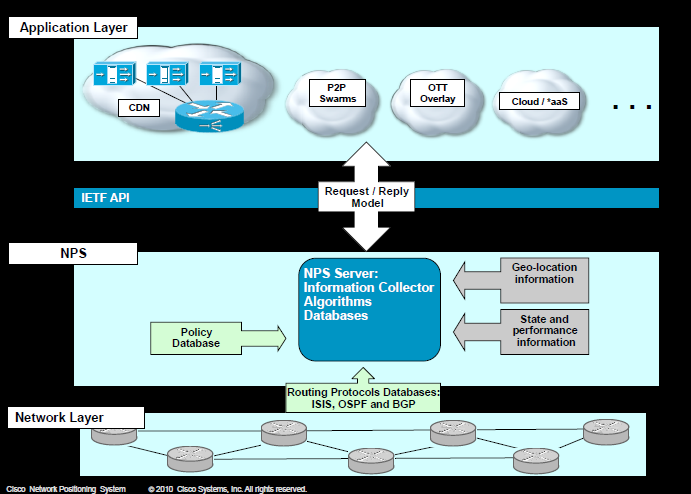 Application Layer
CDN
P2P
Swarms
OTT
Overlay
Cloud / *aaS
. . .
IETF API
Request / Reply
Model
NPS
NPS Server:
Information Collector
Algorithms
Databases
Geo-location
information
State and
performance
information
Policy
Database
Routing Protocols Databases:
ISIS, OSPF and BGP
Network Layer
Cisco Network Positioning System © 2010 Cisco Systems, Inc. All rights reserved.